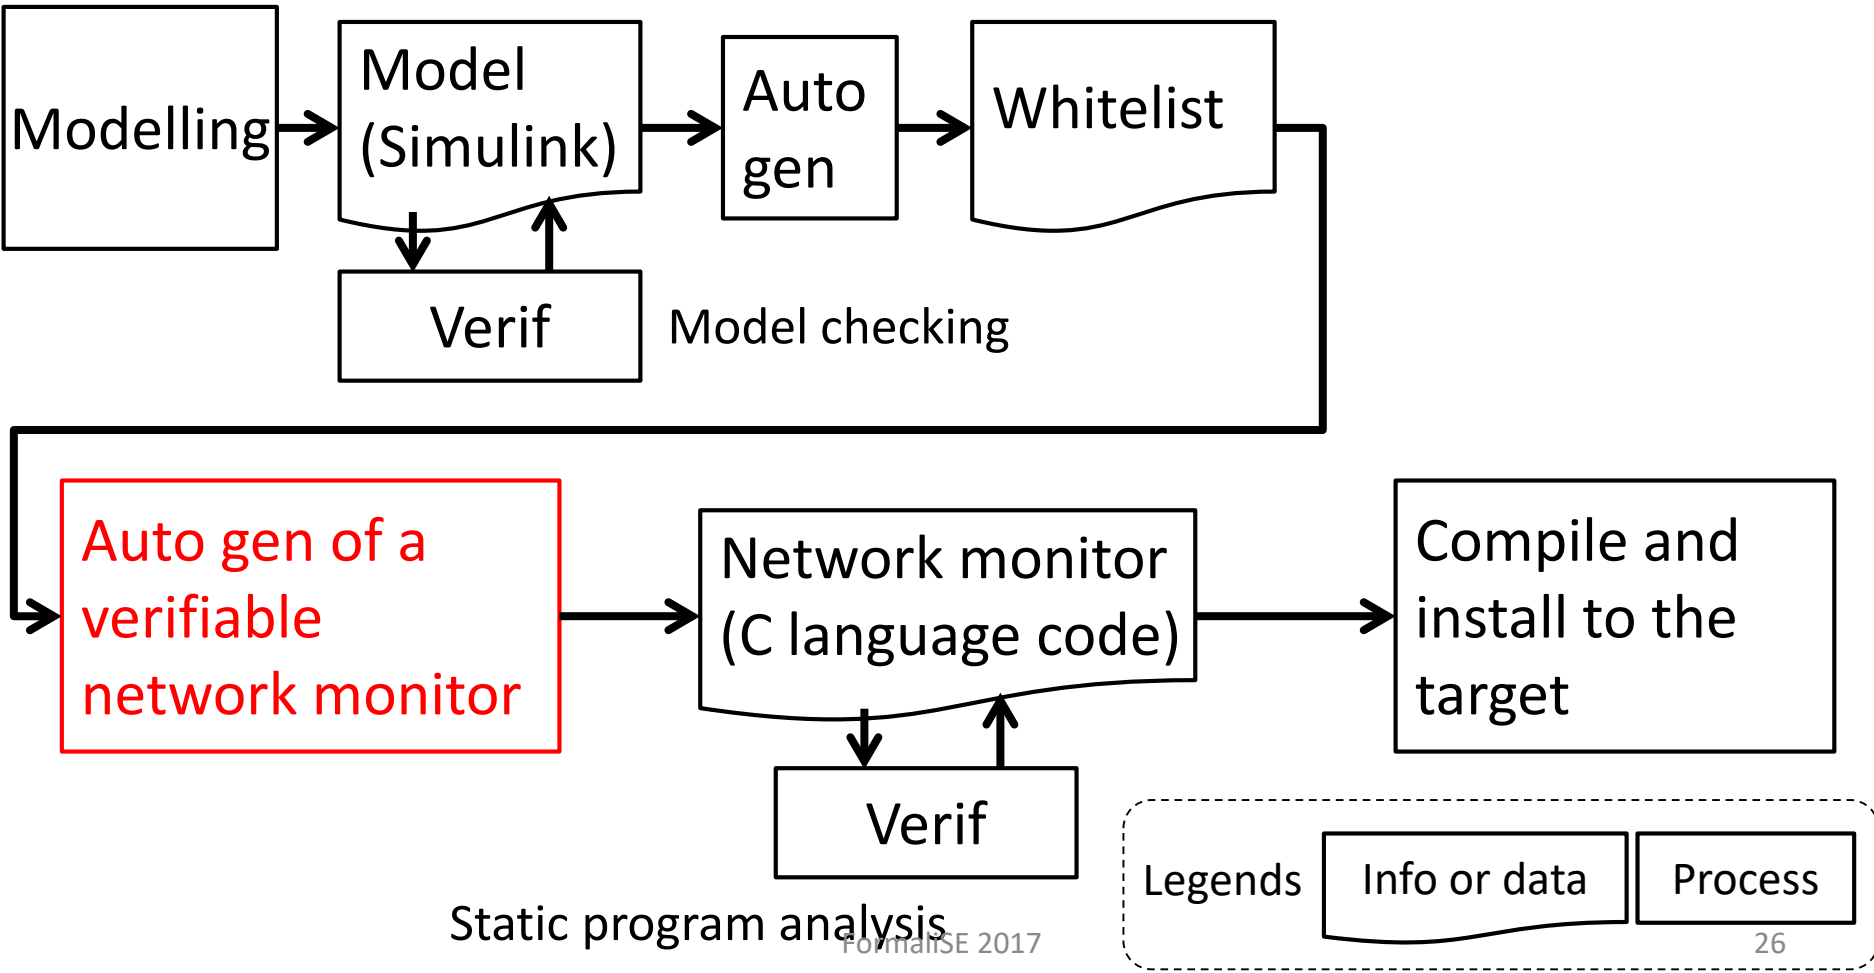 Modelling
Model
(Simulink)
Auto
gen
Whitelist
Verif
Model checking
Auto gen of a
verifiable
network monitor
Network monitor
(C language code)
Compile and
install to the
target
Verif
Static program analysis
Legends
Info or data
Process
FormaliSE 2017
26